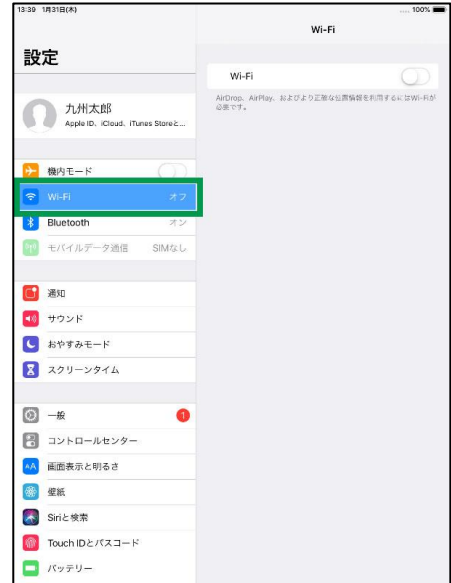 13:39 1月31日(木)
100%
設定
九州太郎
Apple ID、iCloud、iTunes Storeと...
機内モード
Wi-Fi オフ
Bluetooth オン
モバイルデータ通信 SIMなし
通知
サウンド
おやすみモード
スクリーンタイム
一般 1
コントロールセンター
AA 画面表示と明るさ
壁紙
Siriと検索
Touch IDとパスコード
バッテリー
Wi-Fi
Wi-Fi
AirDrop、AirPlay、およびより正確な位置情報を利用するにはWi-Fiが
必要です。